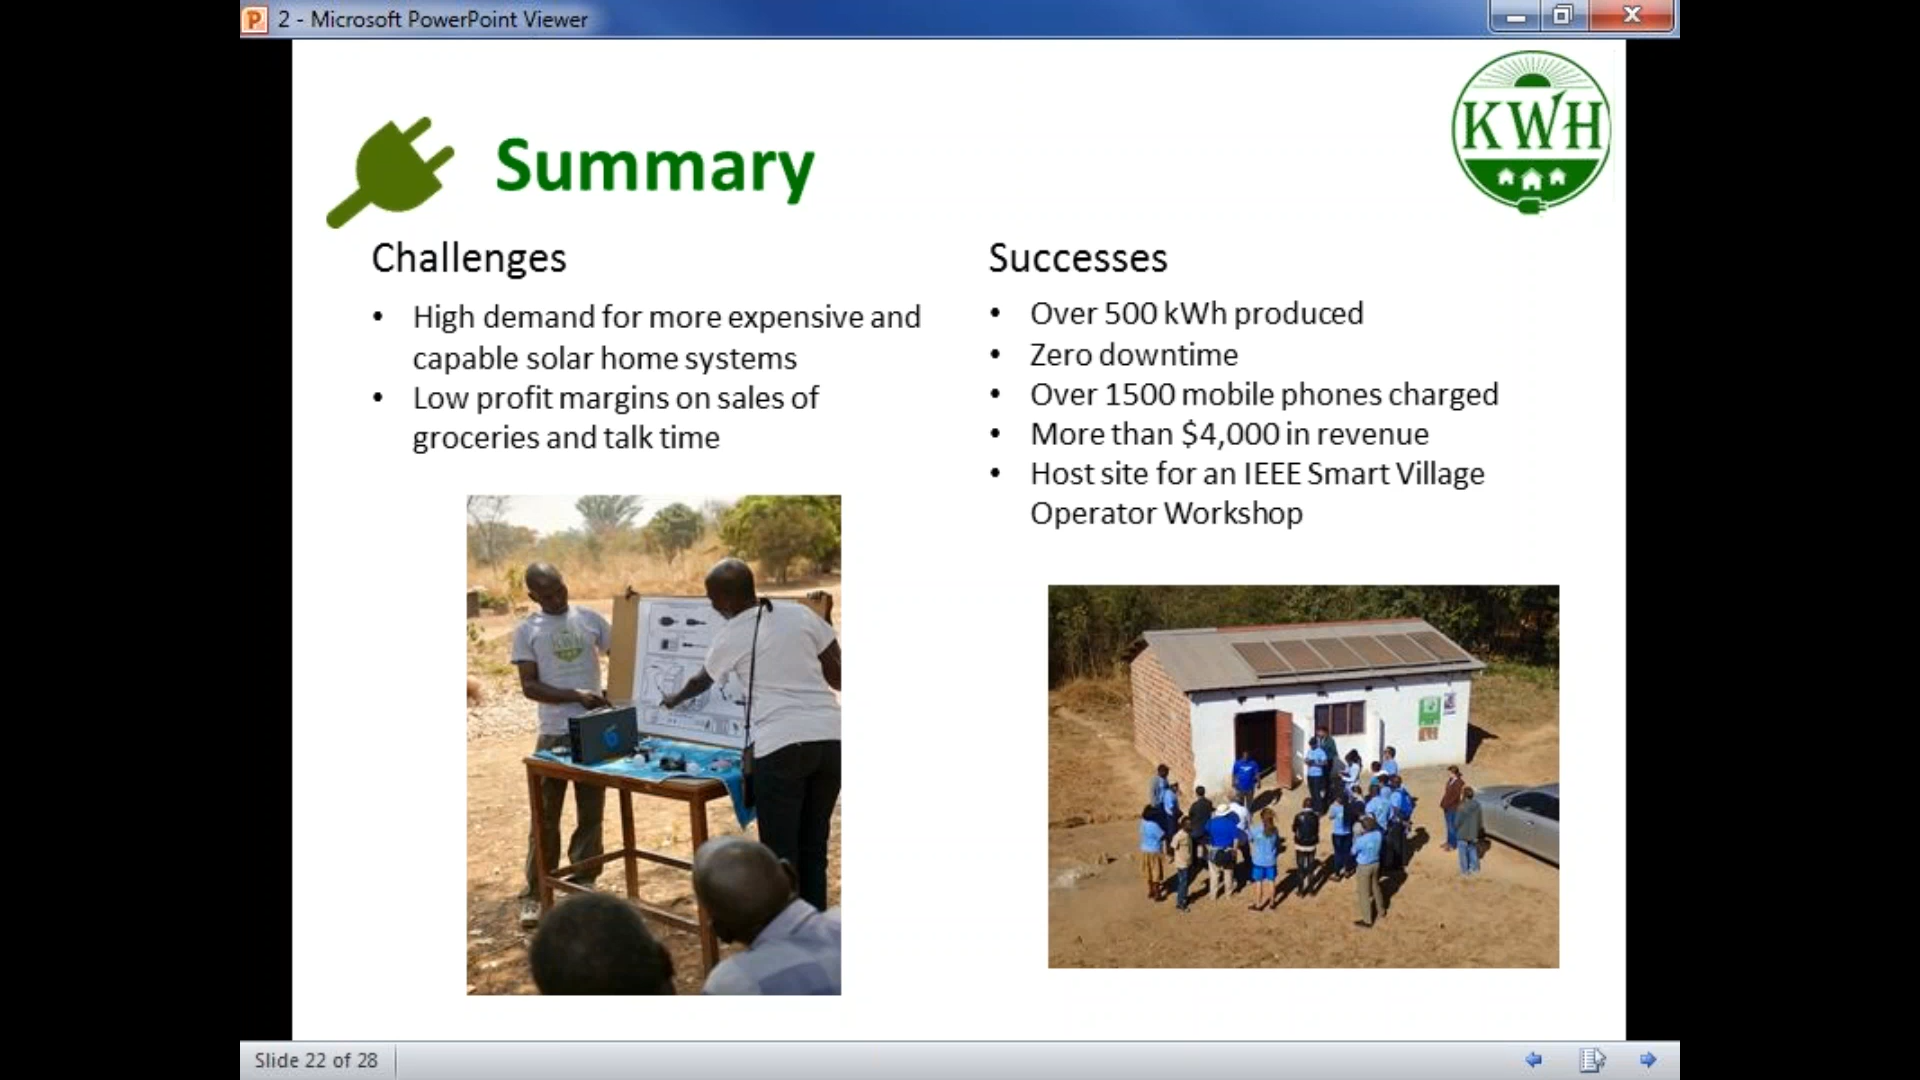 2 - Microsoft PowerPoint Viewer
KWH
Summary
Challenges
• High demand for more expensive and
capable solar home systems
• Low profit margins on sales of
groceries and talk time
Successes
• Over 500 kWh produced
• Zero downtime
• Over 1500 mobile phones charged
• More than $4,000 in revenue
• Host site for an IEEE Smart Village
Operator Workshop
KWH
Slide 22 of 28